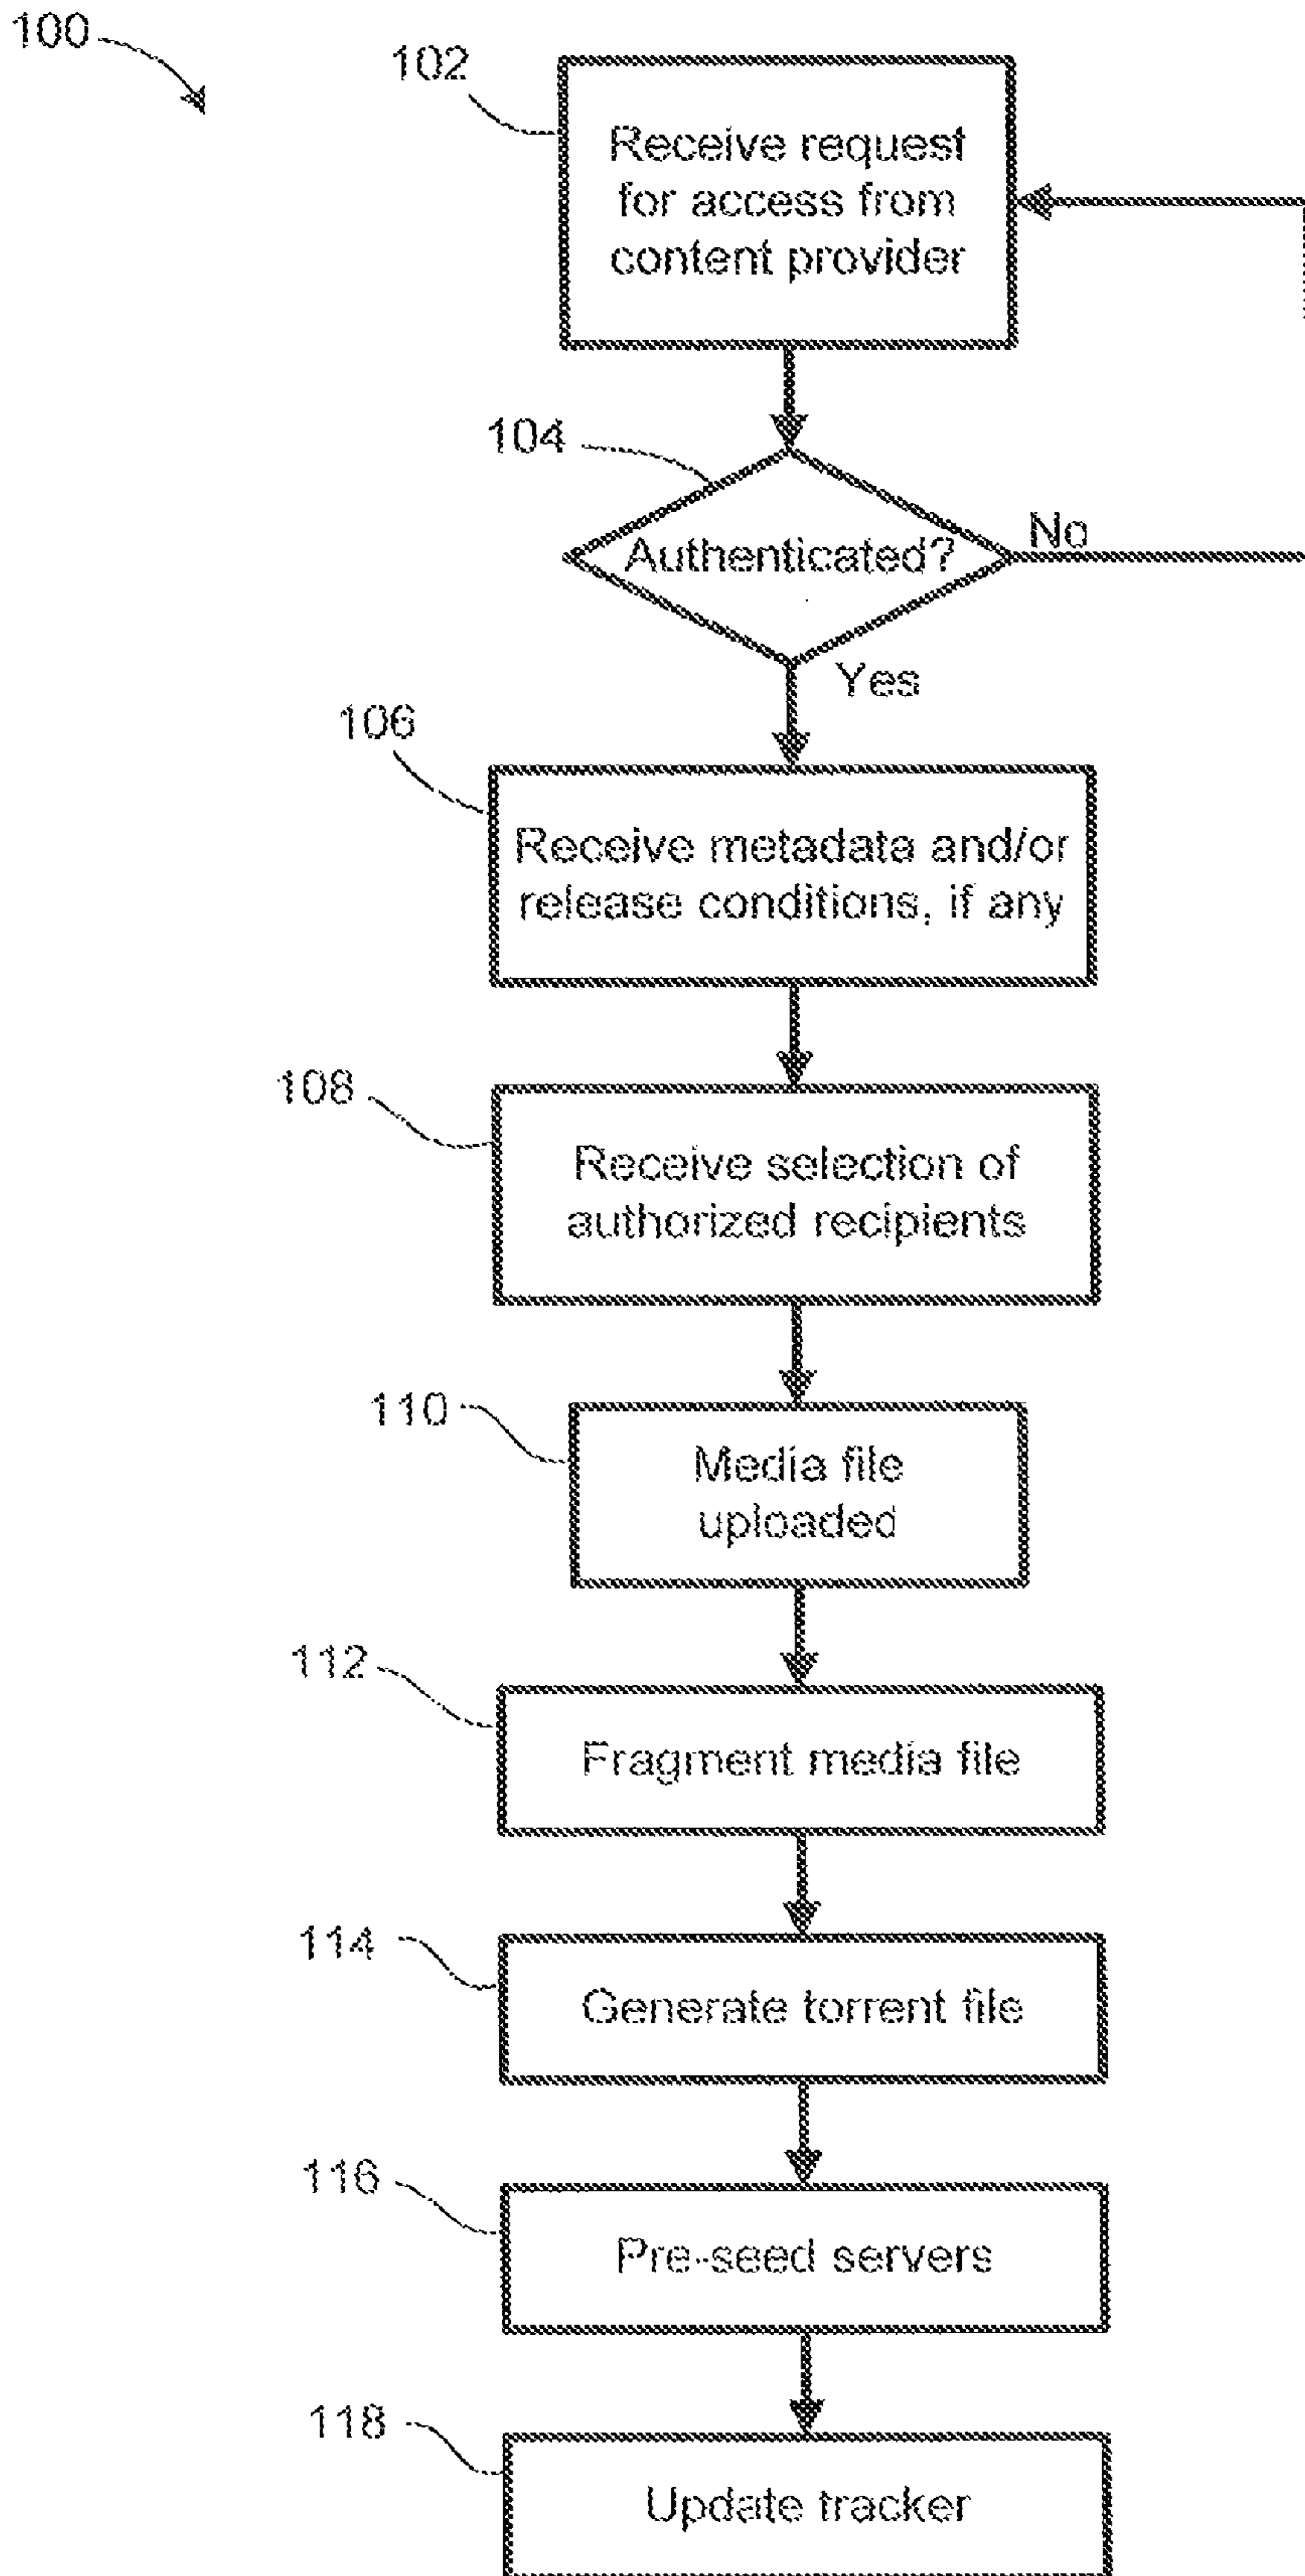 100
102
Receive request
for access from
content provider
104
Authenticated?
No
Yes
106
Receive metadata and/or
release conditions, if any
108
Receive selection of
authorized recipients
110
Media file
uploaded
112
Fragment media file
114
Generate torrent file
116
Pre-seed servers
118
Update tracker